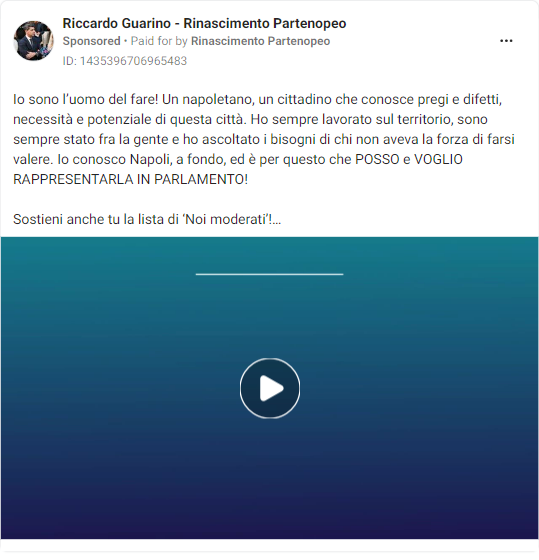 Riccardo Guarino - Rinascimento Partenopeo
Sponsored • Paid for by Rinascimento Partenopeo
ID: 1435396706965483
Io sono l’uomo del fare! Un napoletano, un cittadino che conosce pregi e difetti,
necessità e potenziale di questa città. Ho sempre lavorato sul territorio, sono
sempre stato fra la gente e ho ascoltato i bisogni di chi non aveva la forza di farsi
valere. Io conosco Napoli, a fondo, ed è per questo che POSSO e VOGLIO
RAPPRESENTARLA IN PARLAMENTO!
Sostieni anche tu la lista di ‘Noi moderati’!...